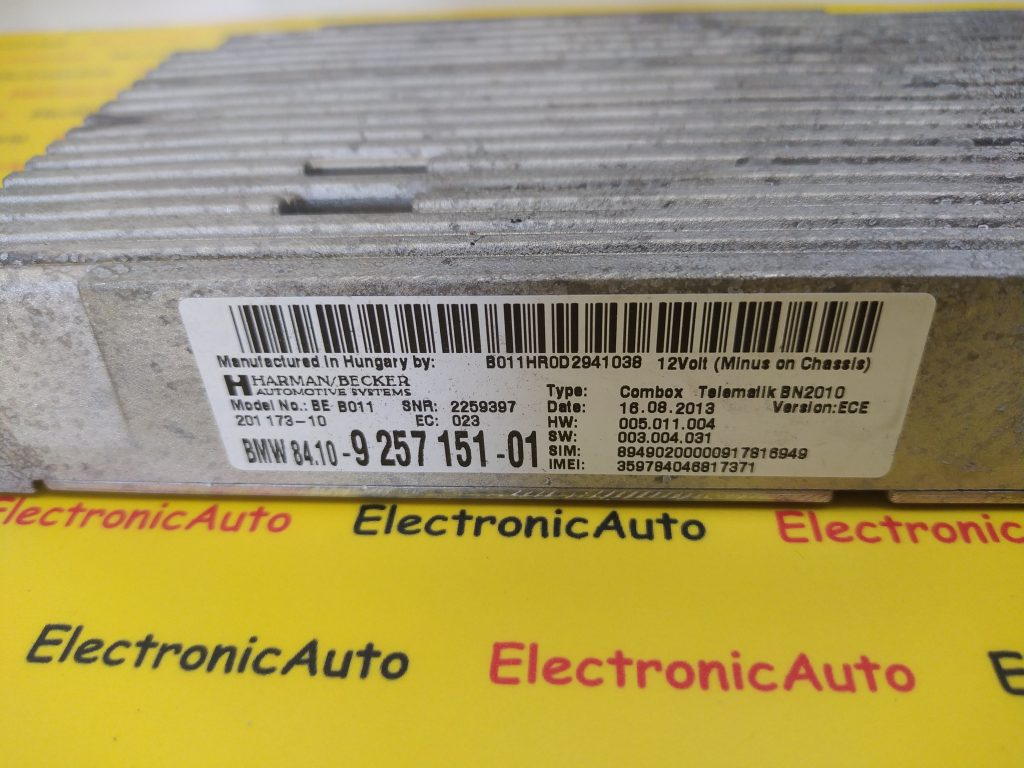 Manufactured in Hungary by: B011HR0D2941038 12Volt (Minus on Chassis)
HARMAN/BECKER
AUTOMOTIVE SYSTEMS
Type: Combox Telematik BN2010
Model No.: BE B011 SNR: 2259397
Date: 16.08.2013 Version:ECE
201 173-10 EC: 023
HW: 005.011.004
BMW 84.10-9 257 151-01
SW: 003.004.031
SIM: 89490200000917816949
IMEI: 359784046817371
ElectronicAuto ElectronicAuto Electronic
ElectronicAuto ElectronicAuto E